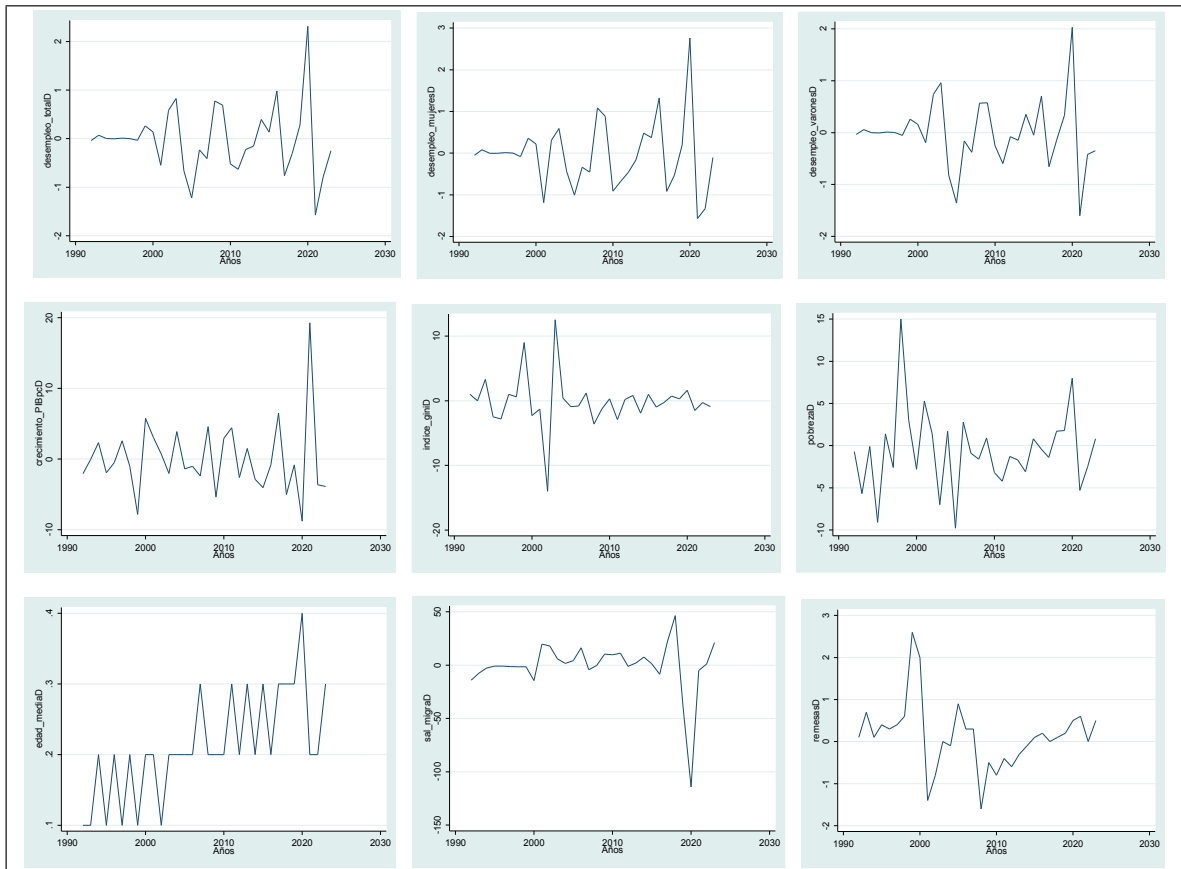 desempleo_totalD
2
1
0
-1
-2
1990 2000 2010 2020 2030
Años
desempleo_mujeresD
3
2
1
0
-1
-2
1990 2000 2010 2020 2030
Años
desempleo_varonesD
2
1
0
-1
-2
1990 2000 2010 2020 2030
Años
crecimiento_PIBpcD
20
10
0
-10
1990 2000 2010 2020 2030
Años
indice_giniD
10
0
-10
-20
1990 2000 2010 2020 2030
Años
pobrezaD
15
10
5
0
-5
-10
1990 2000 2010 2020 2030
Años
edad_mediaD
.4
.3
.2
.1
1990 2000 2010 2020 2030
Años
sal_migraD
50
0
-50
-100
-150
1990 2000 2010 2020 2030
Años
remesasD
3
2
1
0
-1
-2
1990 2000 2010 2020 2030
Años